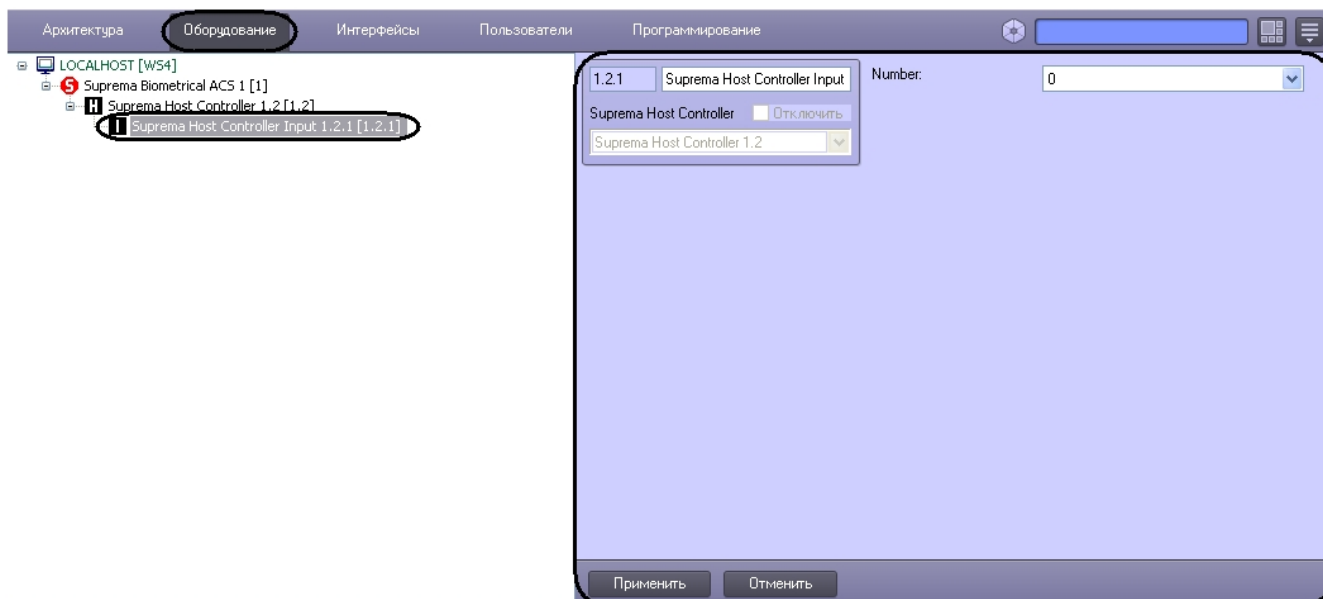 Архитектура Оборудование Интерфейсы Пользователи Программирование
LOCALHOST [WS4]
Suprema Biometrical ACS 1 [1]
Suprema Host Controller 1.2 [1.2]
Suprema Host Controller Input 1.2.1 [1.2.1]
1.2.1 Suprema Host Controller Input
Number: 0
Suprema Host Controller Отключить
Suprema Host Controller 1.2
Применить Отменить